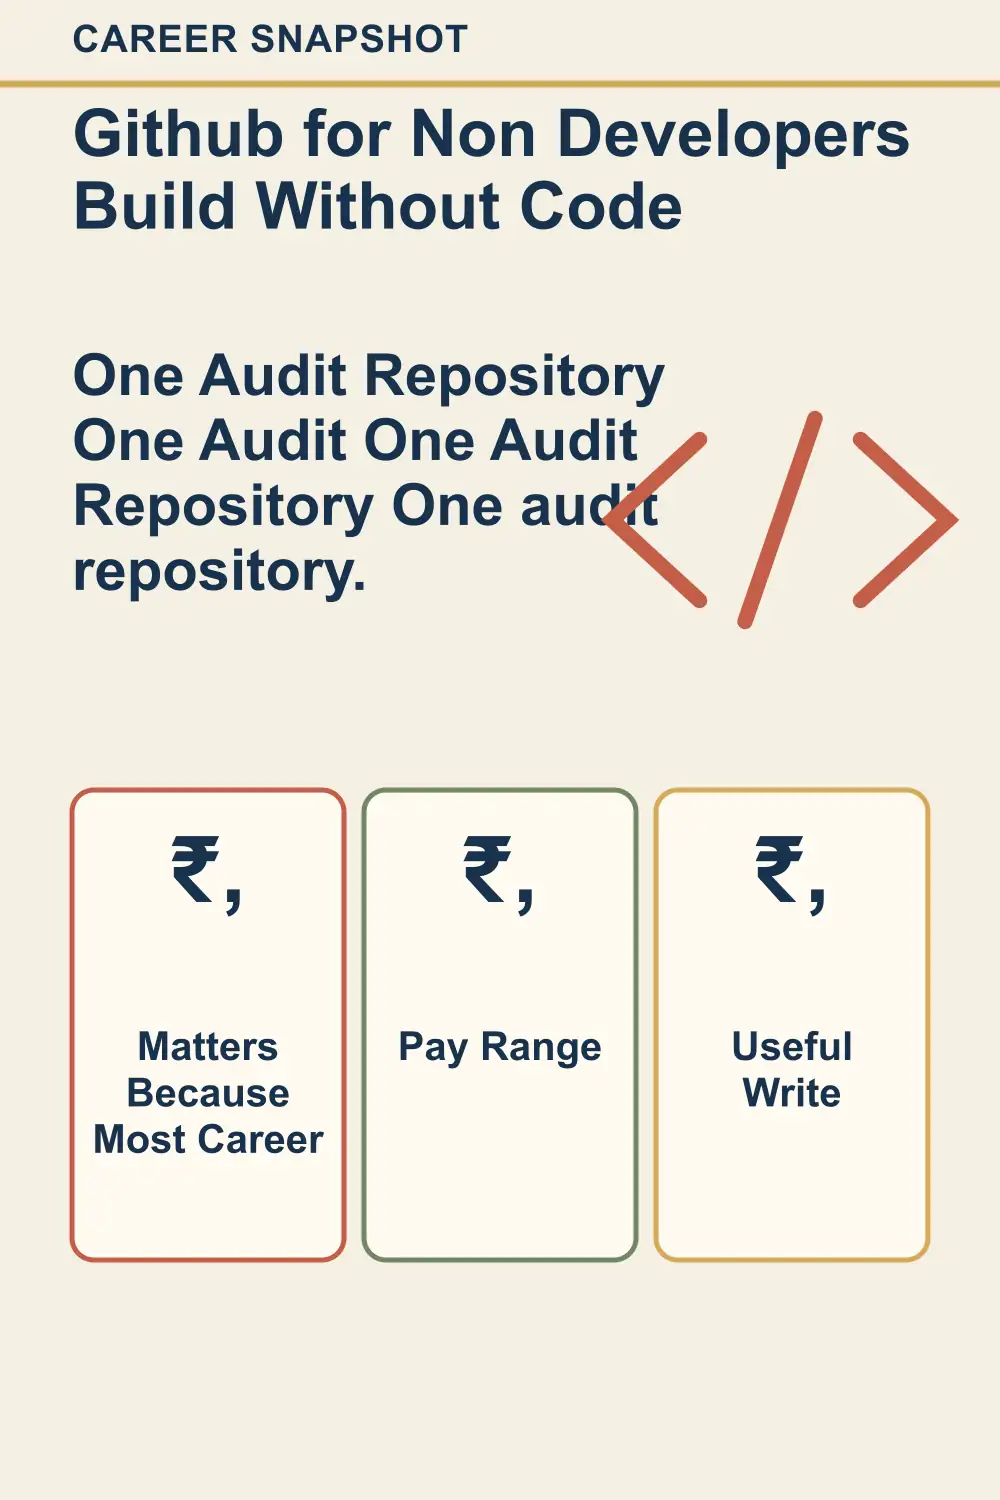 CAREER SNAPSHOT
Github for Non Developers
Build Without Code
One Audit Repository
One Audit One Audit
Repository One audit
repository.
₹,
Matters
Because
Most Career
₹,
Pay Range
₹,
Useful
Write